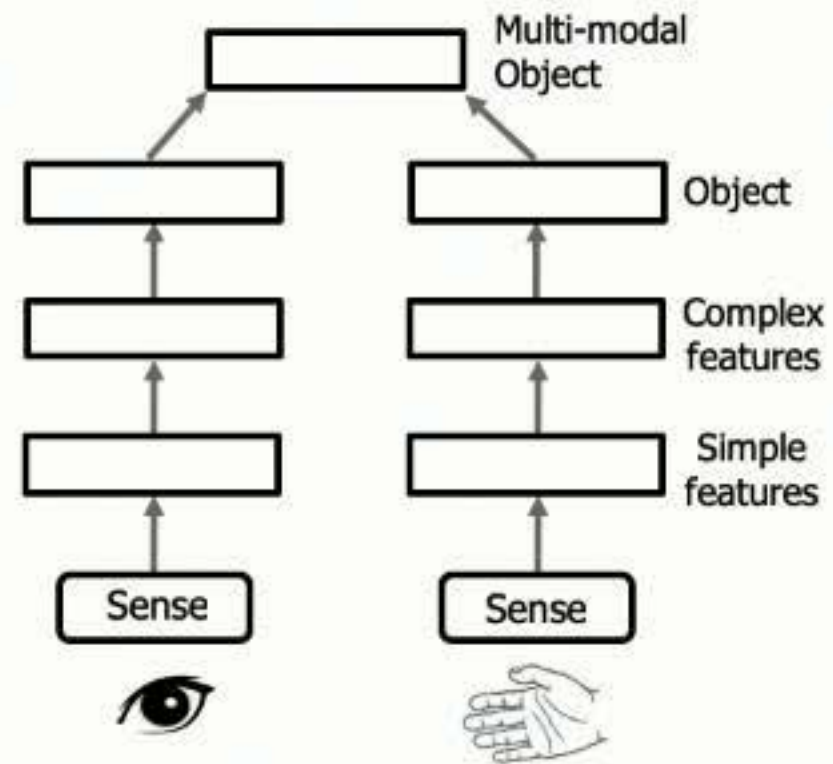 Multi-modal
Object
Object
Complex
features
Simple
features
Sense
Sense